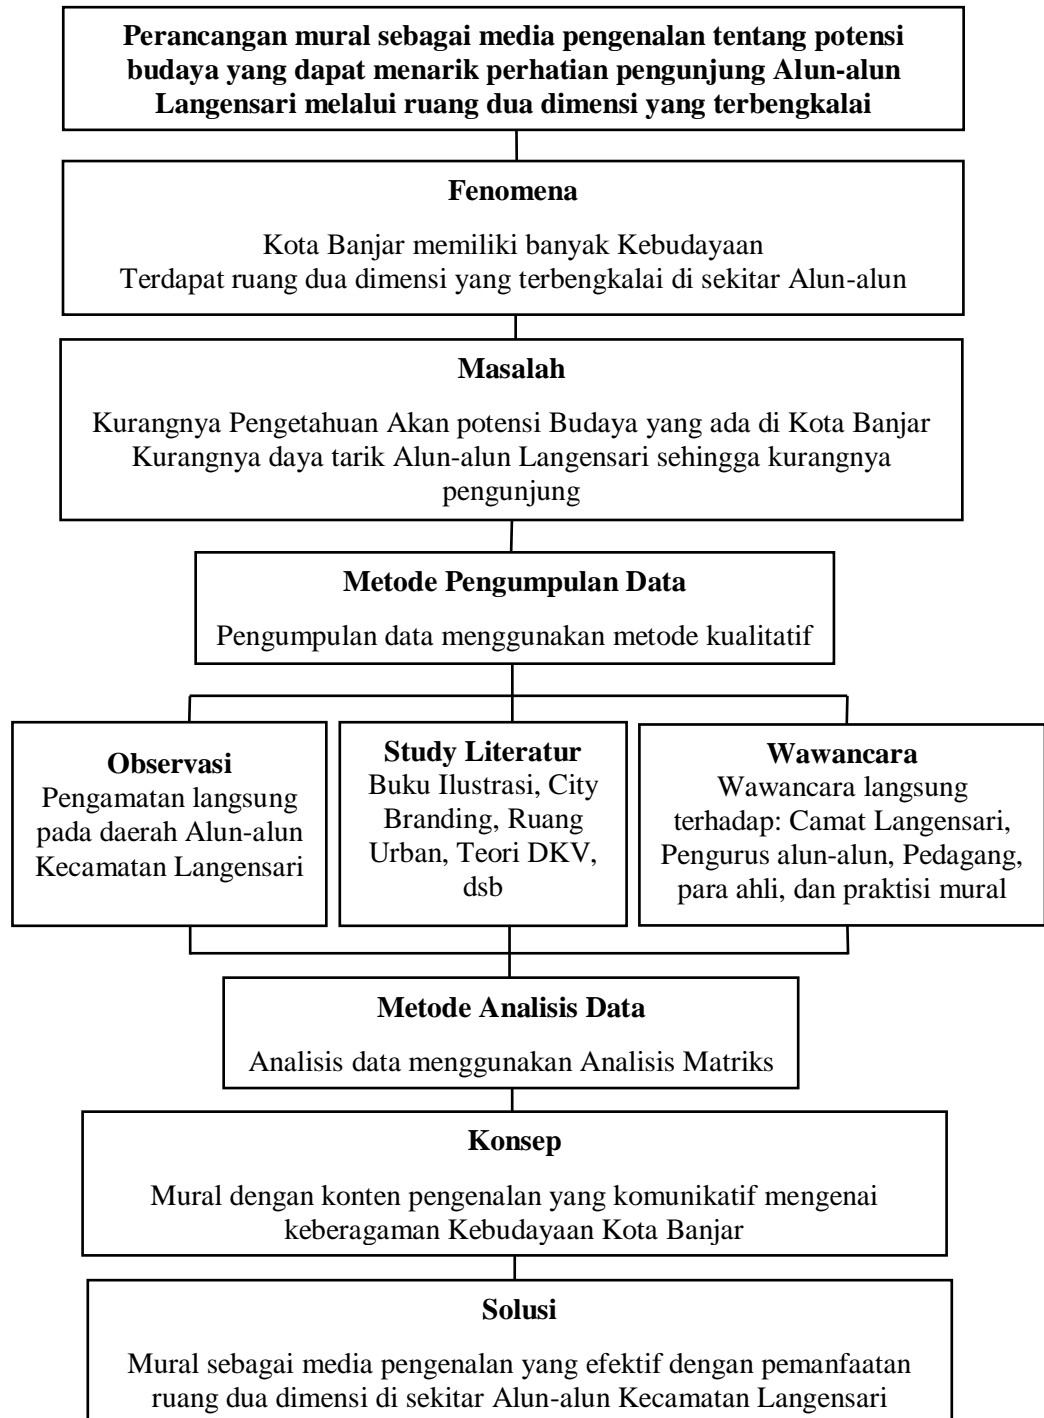 Perancangan mural sebagai media pengenalan tentang potensi
budaya yang dapat menarik perhatian pengunjung Alun-alun
Langensari melalui ruang dua dimensi yang terbengkalai
Fenomena
Kota Banjar memiliki banyak Kebudayaan
Terdapat ruang dua dimensi yang terbengkalai di sekitar Alun-alun
Masalah
Kurangnya Pengetahuan Akan potensi Budaya yang ada di Kota Banjar
Kurangnya daya tarik Alun-alun Langensari sehingga kurangnya
pengunjung
Metode Pengumpulan Data
Pengumpulan data menggunakan metode kualitatif
Observasi
Pengamatan langsung
pada daerah Alun-alun
Kecamatan Langensari
Study Literatur
Buku Ilustrasi, City
Branding, Ruang
Urban, Teori DKV,
dsb
Wawancara
Wawancara langsung
terhadap: Camat Langensari,
Pengurus alun-alun, Pedagang,
para ahli, dan praktisi mural
Metode Analisis Data
Analisis data menggunakan Analisis Matriks
Konsep
Mural dengan konten pengenalan yang komunikatif mengenai
keberagaman Kebudayaan Kota Banjar
Solusi
Mural sebagai media pengenalan yang efektif dengan pemanfaatan
ruang dua dimensi di sekitar Alun-alun Kecamatan Langensari